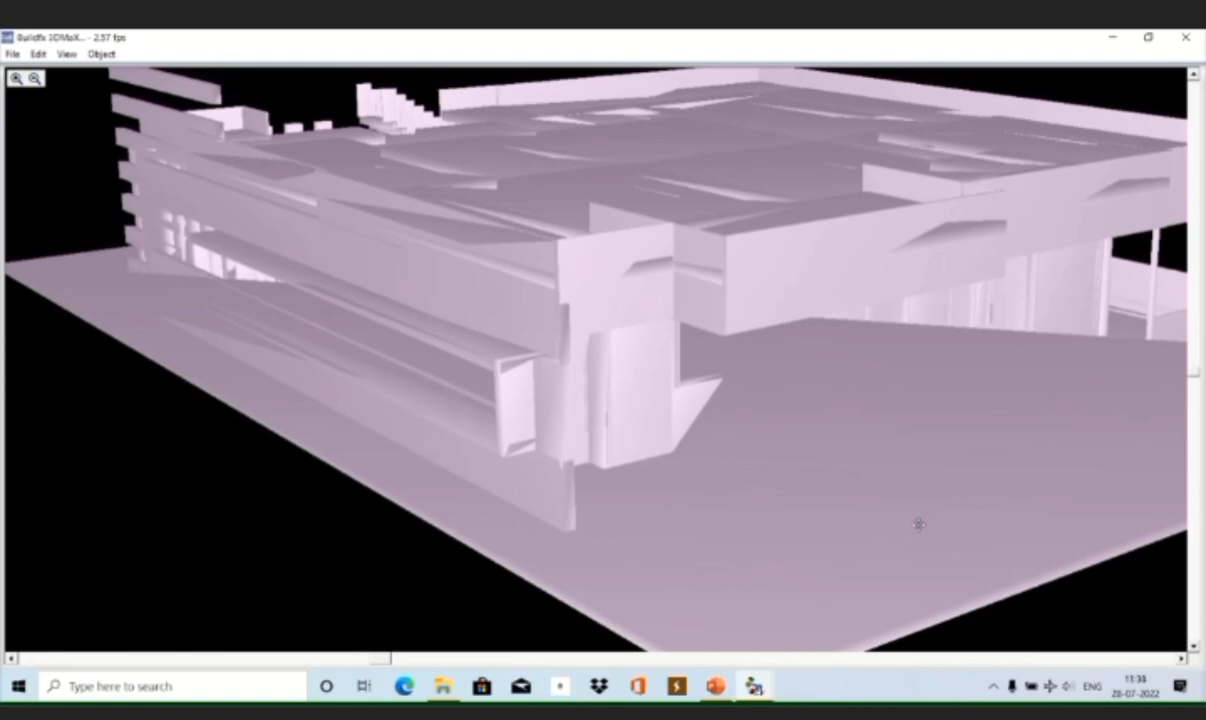 Buildfx 3DMaX... - 2.57 fps
File Edit View Object
Type here to search
ENG
11:38
28-07-2022